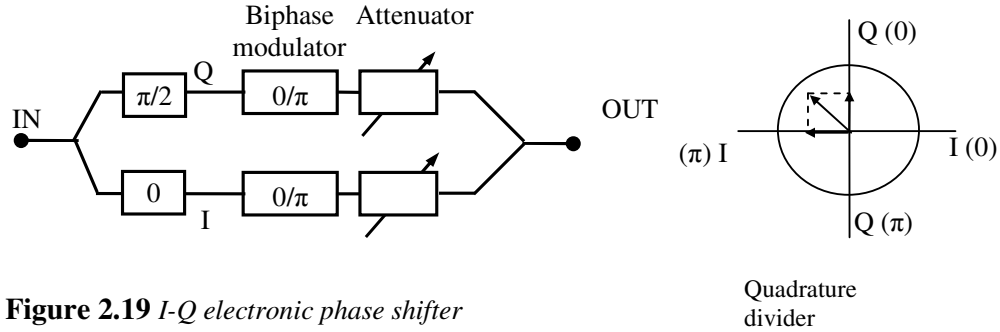 Biphase
modulator
Attenuator
Q
π/2
0/π
IN
OUT
0
I
0/π
Q (0)
(π) I
I (0)
Q (π)
Quadrature
divider
Figure 2.19 I-Q electronic phase shifter